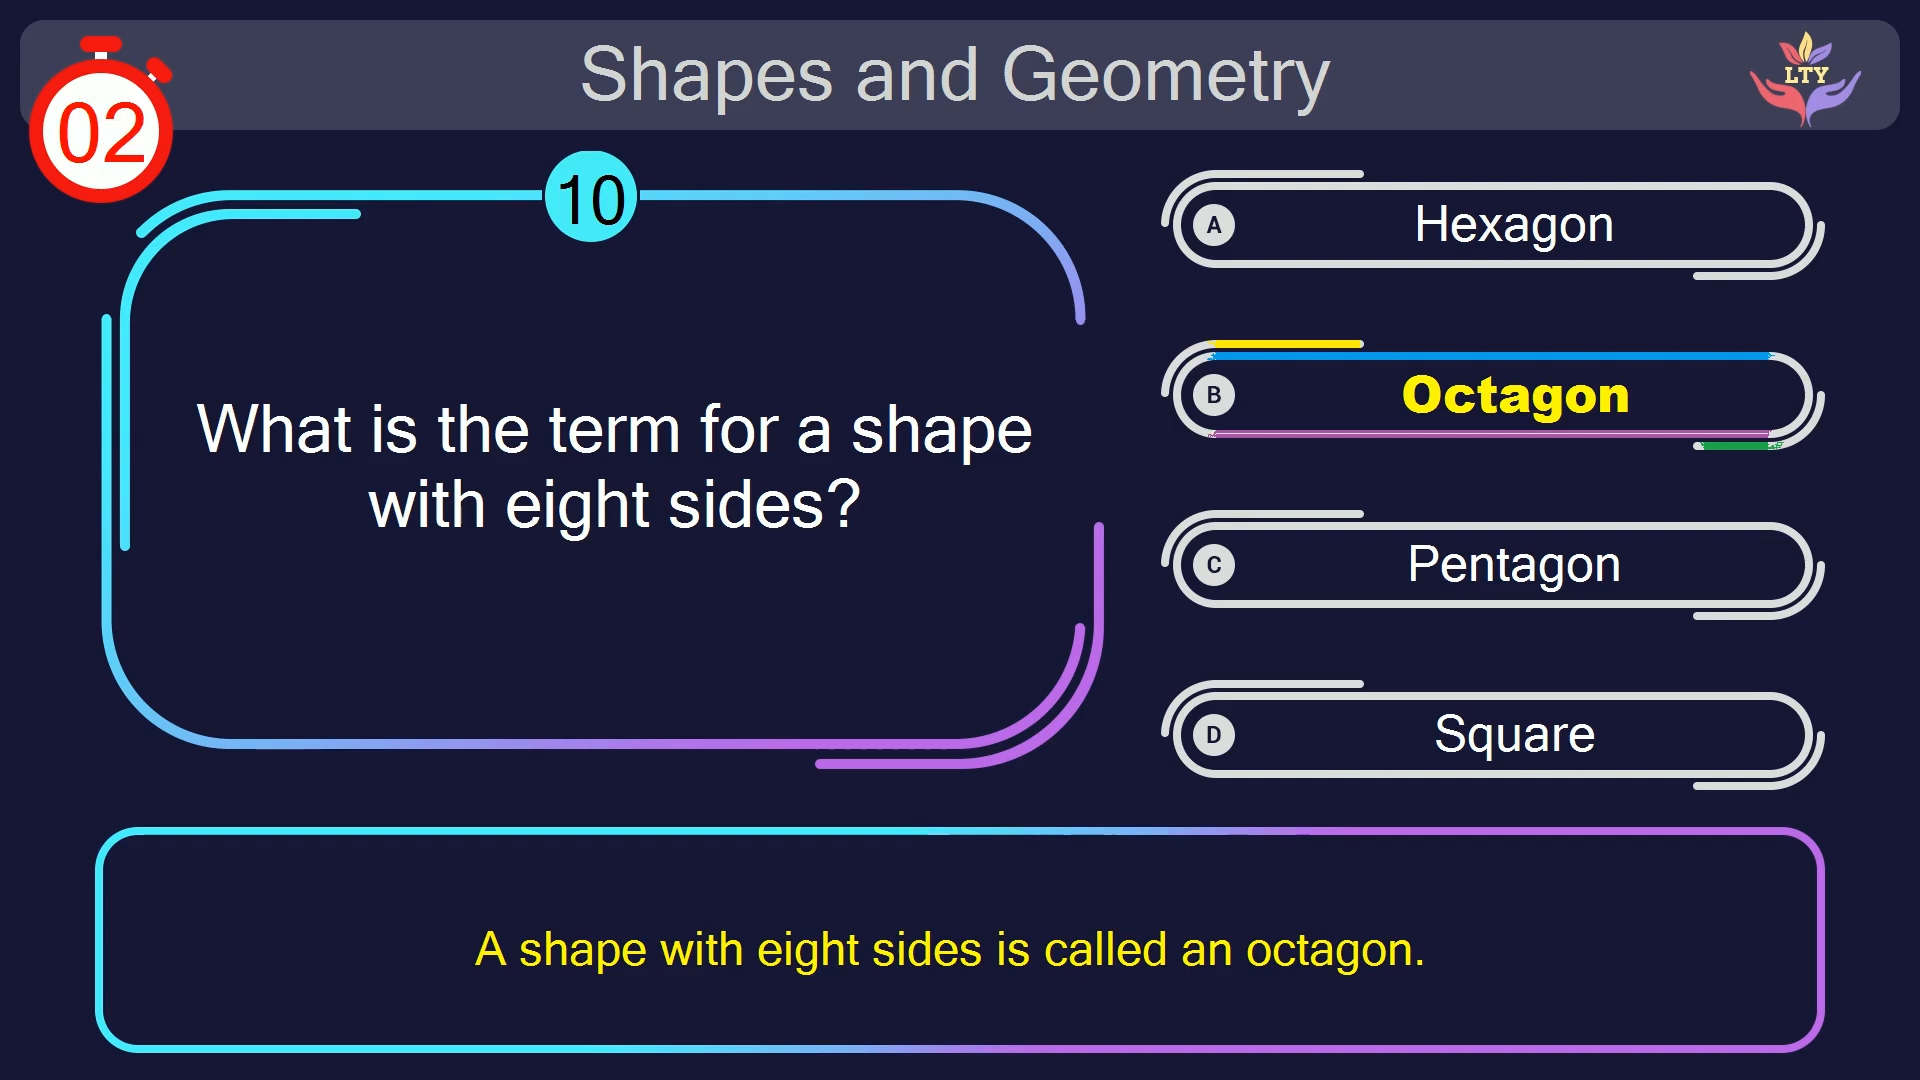 Shapes and Geometry
LTY
02
10
What is the term for a shape
with eight sides?
A
Hexagon
B
Octagon
C
Pentagon
D
Square
A shape with eight sides is called an octagon.